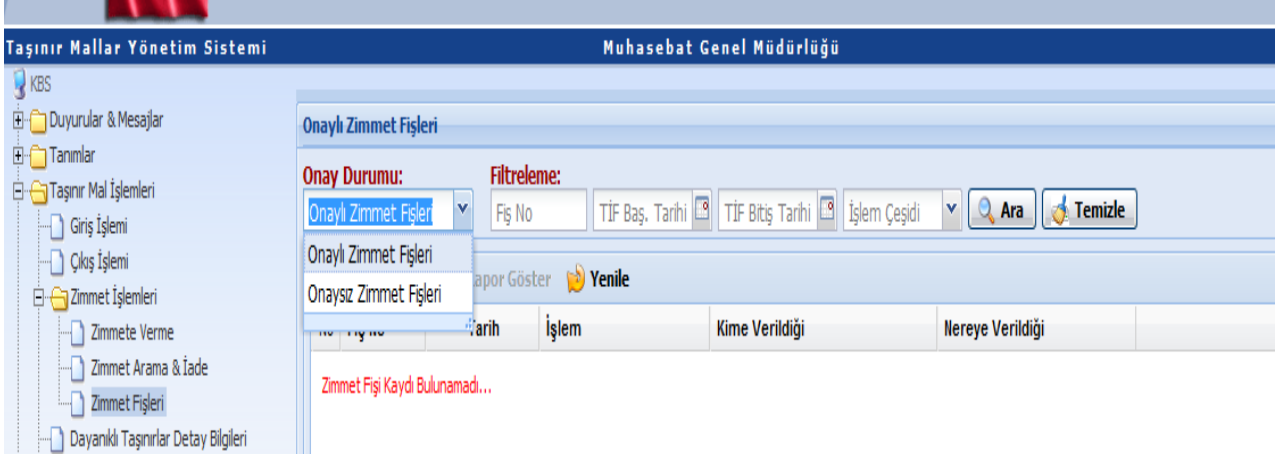 Taşınır Mallar Yönetim Sistemi
Muhasebat Genel Müdürlüğü
KBS
Duyurular & Mesajlar
Tanımlar
Taşınır Mal İşlemleri
Giriş İşlemi
Çıkış İşlemi
Zimmet İşlemleri
Zimmete Verme
Zimmet Arama & İade
Zimmet Fişleri
Dayanıklı Taşınırlar Detay Bilgileri
Onaylı Zimmet Fişleri
Onay Durumu: Filtreleme:
Onaylı Zimmet Fişleri Fiş No TİF Baş. Tarihi TİF Bitiş Tarihi İşlem Çeşidi Ara Temizle
Onaylı Zimmet Fişleri
Onaysız Zimmet Fişleri
apor Göster Yenile
Tarih İşlem Kime Verildiği Nereye Verildiği
Zimmet Fişi Kaydı Bulunamadı...